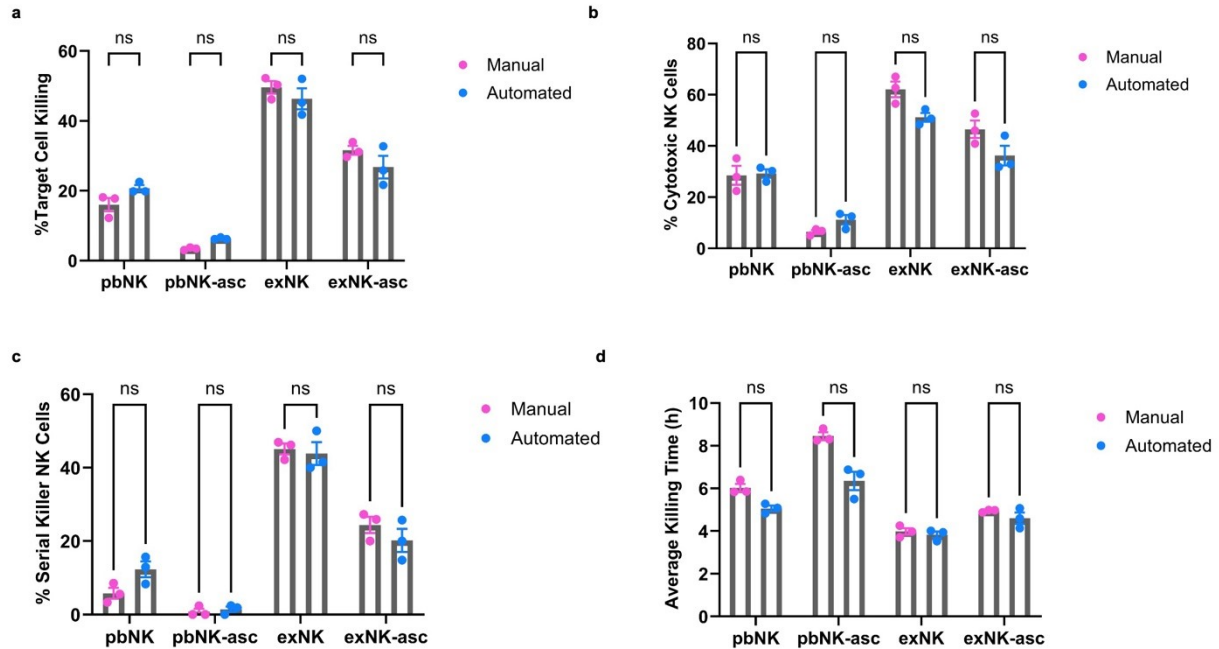 a
ns ns ns ns
60
40
20
0
%Target Cell Killing
pbNK pbNK-asc exNK exNK-asc
Manual
Automated
b
ns ns ns ns
80
60
40
20
0
% Cytotoxic NK Cells
pbNK pbNK-asc exNK exNK-asc
Manual
Automated
c
ns ns ns ns
60
40
20
0
% Serial Killer NK Cells
pbNK pbNK-asc exNK exNK-asc
Manual
Automated
d
ns ns ns ns
10
8
6
4
2
0
Average Killing Time (h)
pbNK pbNK-asc exNK exNK-asc
Manual
Automated